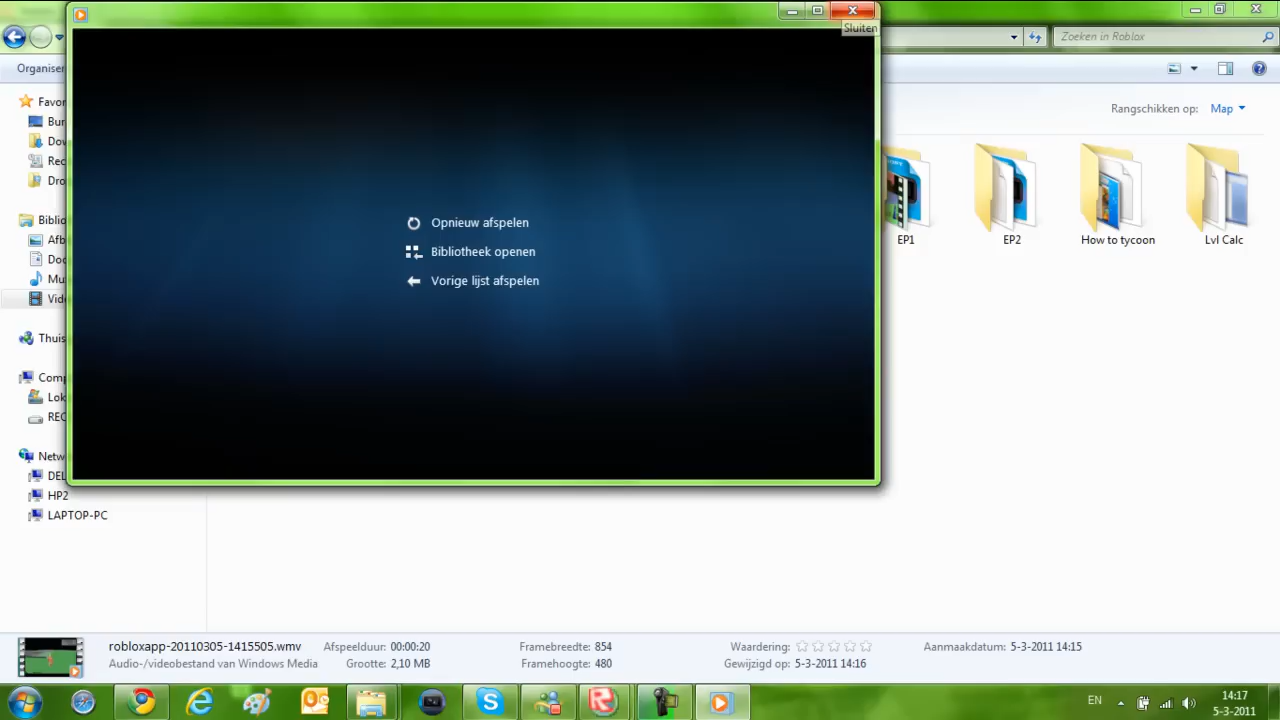 Sluiten
Zoeken in Roblox
Organiser
Rangschikken op: Map
Favor
Bur
Dov
Rec
Dro
Biblio
Afb
Doc
Mu
Vide
Thuis
Comp
Lok
REC
Netw
DEL
HP2
LAPTOP-PC
Opnieuw afspelen
Bibliotheek openen
Vorige lijst afspelen
EP1
EP2
How to tycoon
Lvl Calc
robloxapp-20110305-1415505.wmv
Audio-/videobestand van Windows Media
Afspeelduur: 00:00:20
Grootte: 2,10 MB
Framebreedte: 854
Framehoogte: 480
Waardering:
Gewijzigd op: 5-3-2011 14:16
Aanmaakdatum: 5-3-2011 14:15
EN
14:17
5-3-2011